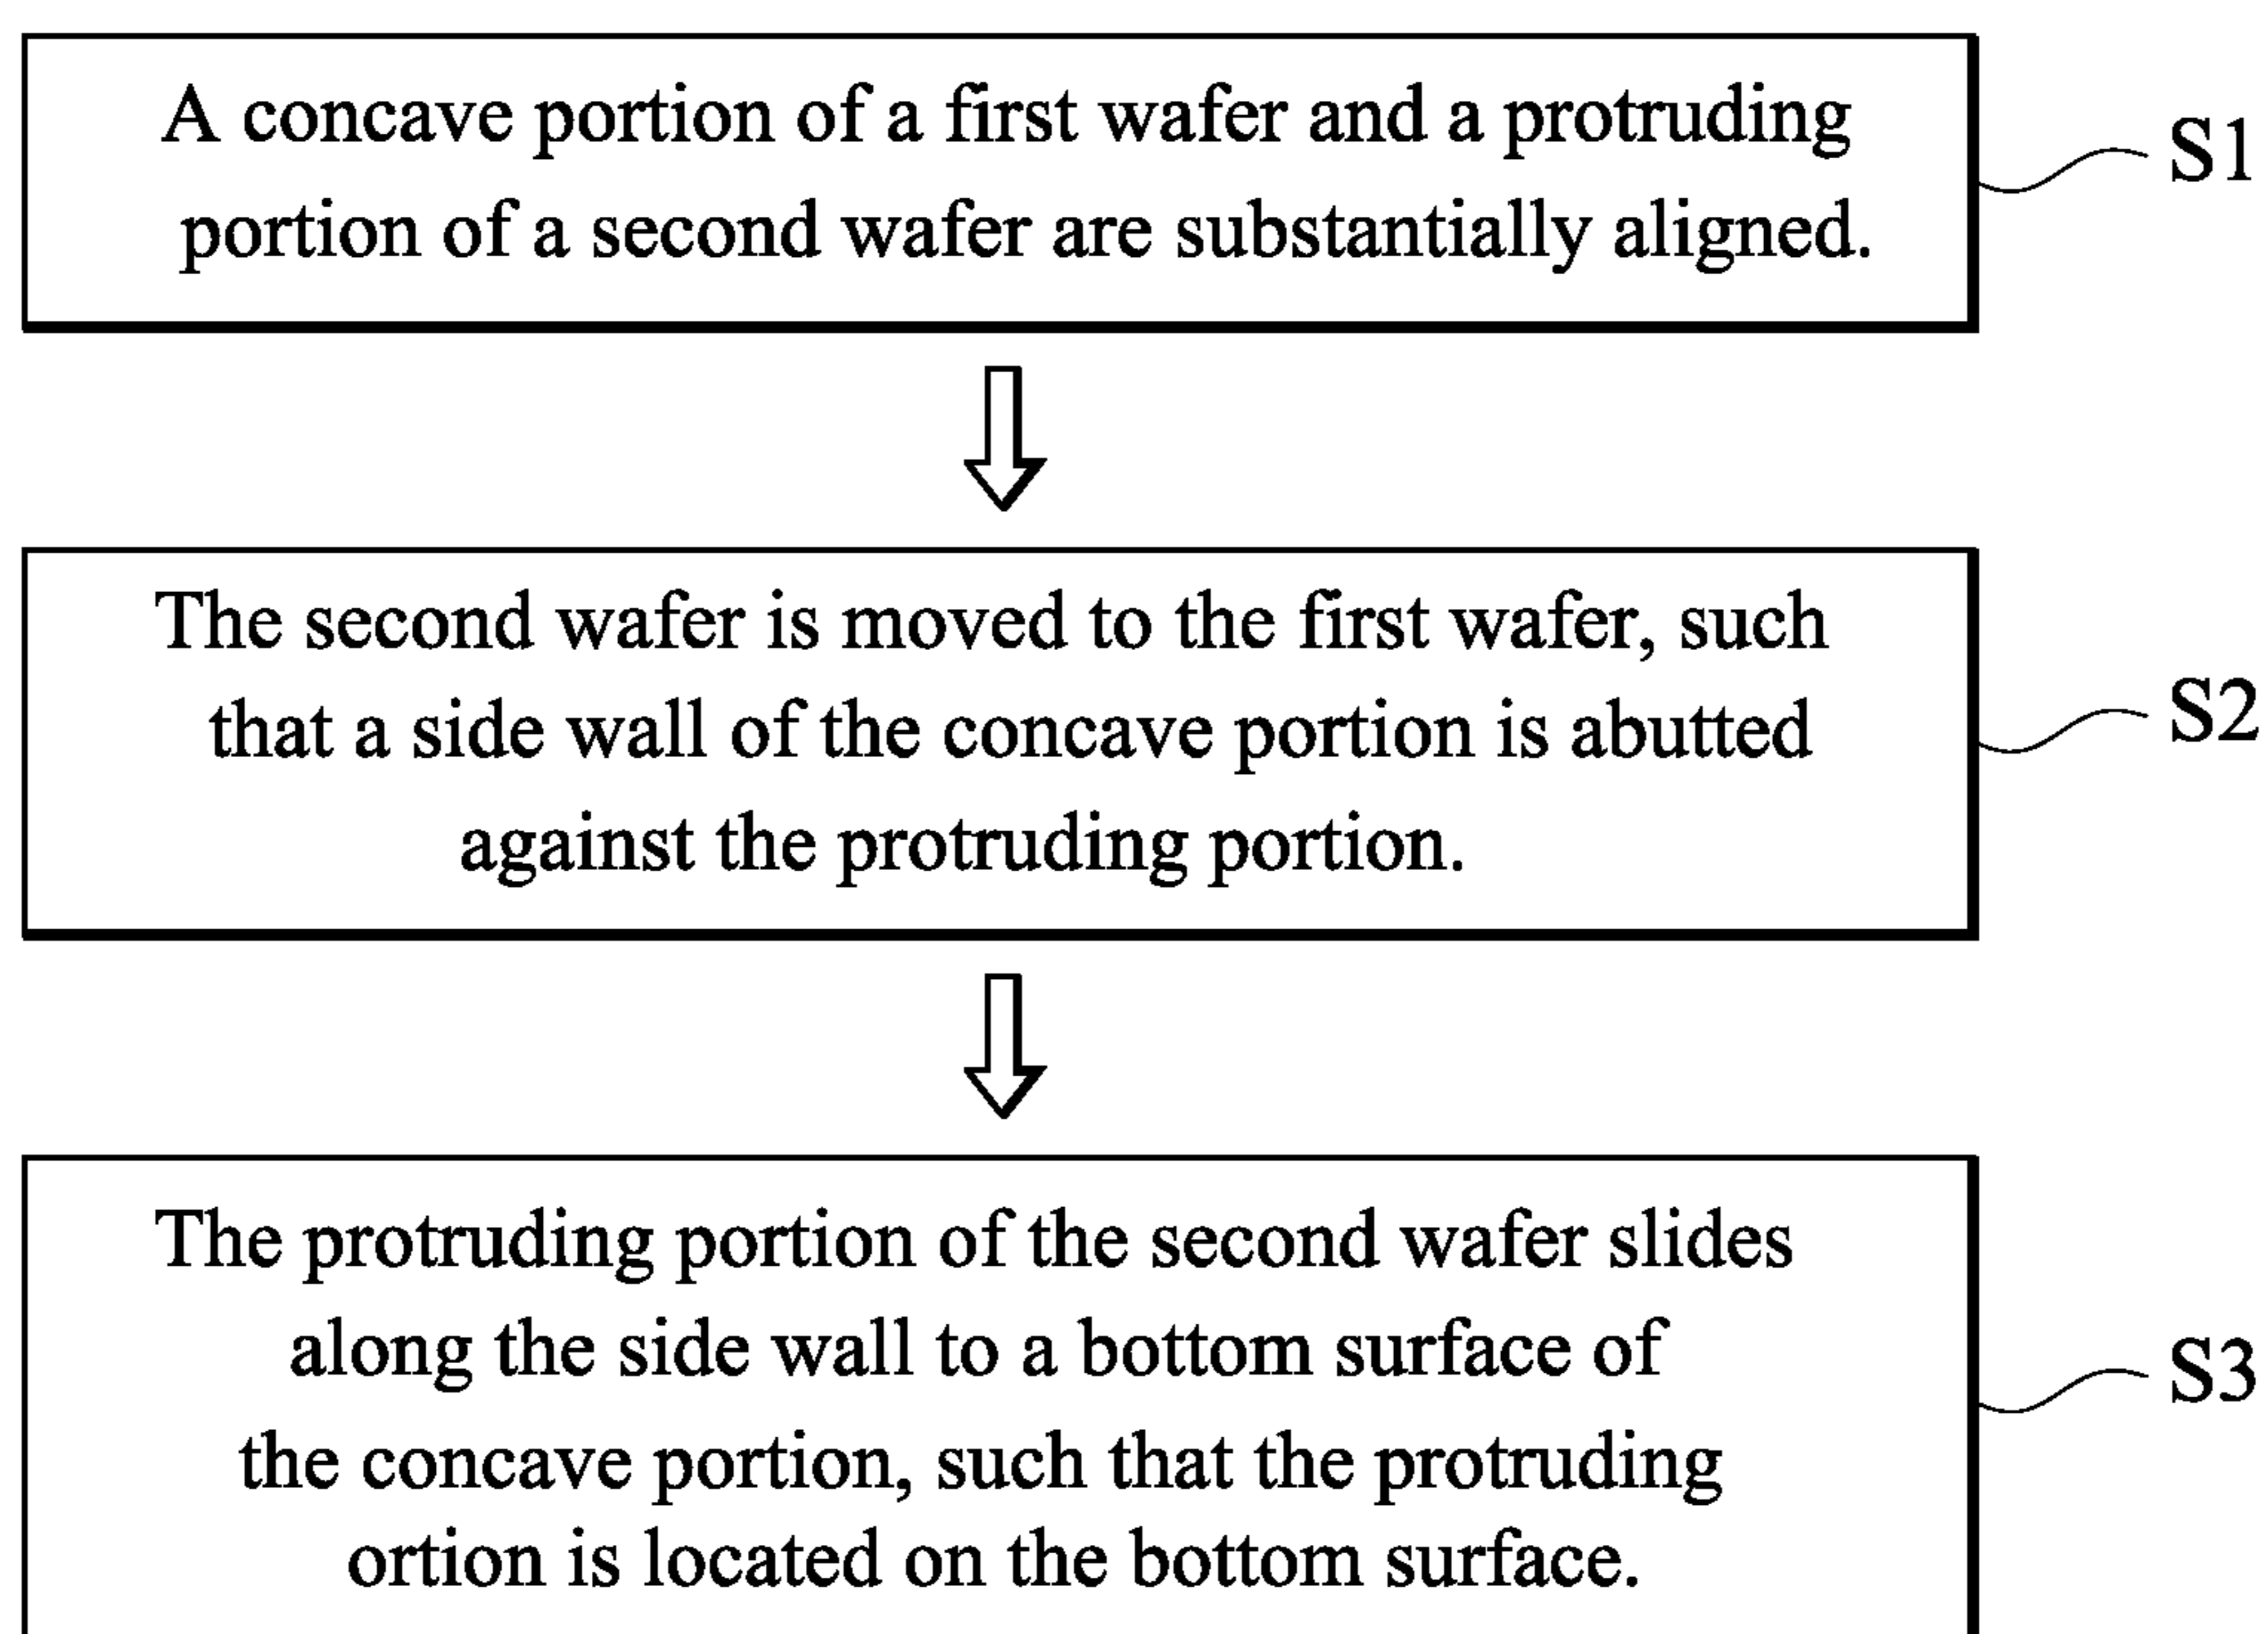 A concave portion of a first wafer and a protruding
portion of a second wafer are substantially aligned.
S1
The second wafer is moved to the first wafer, such
that a side wall of the concave portion is abutted
against the protruding portion.
S2
The protruding portion of the second wafer slides
along the side wall to a bottom surface of
the concave portion, such that the protruding
ortion is located on the bottom surface.
S3